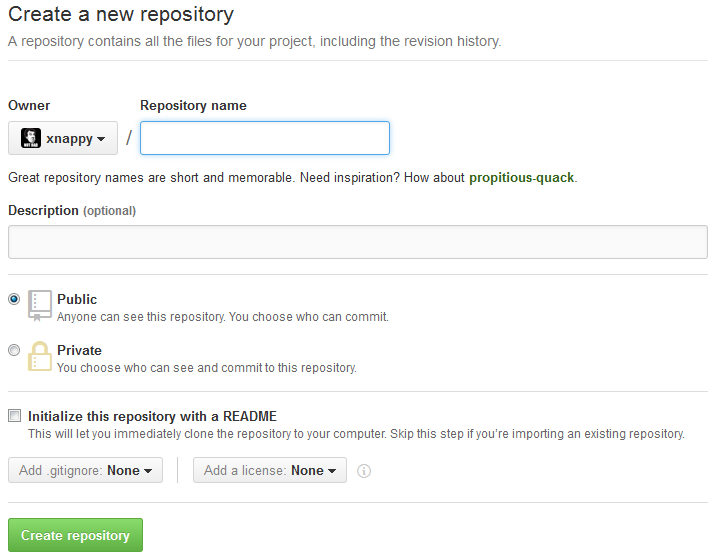 Create a new repository
A repository contains all the files for your project, including the revision history.
Owner Repository name
xnappy / 
Great repository names are short and memorable. Need inspiration? How about propitious-quack.
Description (optional)
Public
Anyone can see this repository. You choose who can commit.
Private
You choose who can see and commit to this repository.
Initialize this repository with a README
This will let you immediately clone the repository to your computer. Skip this step if you’re importing an existing repository.
Add .gitignore: None Add a license: None
Create repository